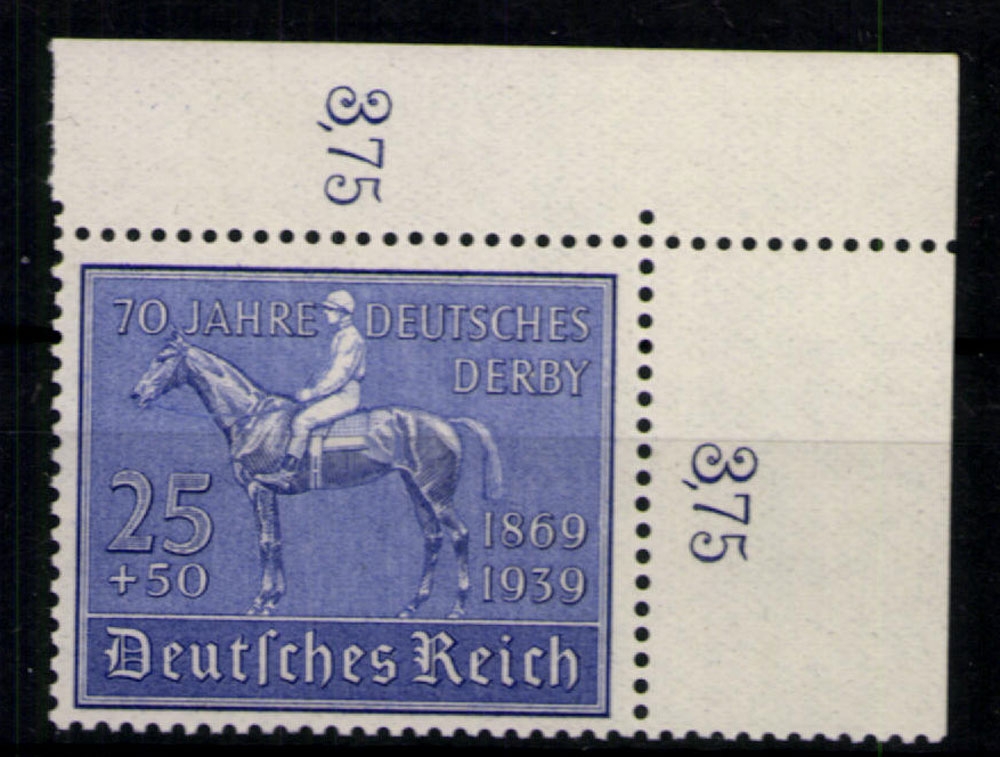 3,75
70 JAHRE DEUTSCHES
DERBY
25
+50
1869
1939
3,75
Deutſches Reich